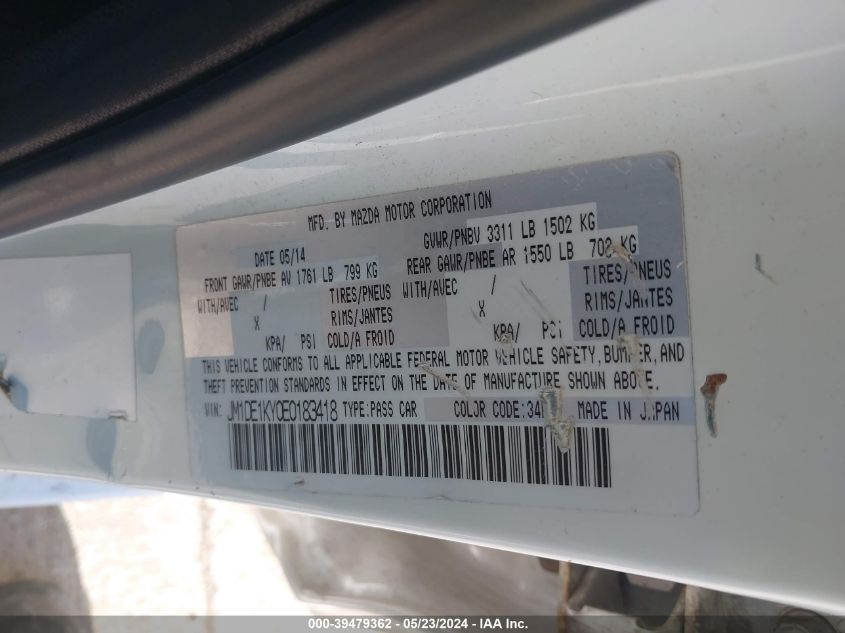 MFD. BY MAZDA MOTOR CORPORATION
DATE 05/14 GVWR/PNBV 3311 LB 1502 KG
FRONT GAWR/PNBE AV 1761 LB 799 KG REAR GAWR/PNBE AR 1550 LB 702 KG
WITH/AVEC / TIRES/PNEUS WITH/AVEC / TIRES/PNEUS
X RIMS/JANTES X RIMS/JANTES
KPA/ PSI COLD/A FROID KPA/ PSI COLD/A FROID
THIS VEHICLE CONFORMS TO ALL APPLICABLE FEDERAL MOTOR VEHICLE SAFETY, BUMPER, AND
THEFT PREVENTION STANDARDS IN EFFECT ON THE DATE OF MANUFACTURE SHOWN ABOVE.
VIN: JM1DE1KY0E0183418 TYPE:PASS CAR COLOR CODE: MADE IN JAPAN
000-39479362 - 05/23/2024 - IAA Inc.